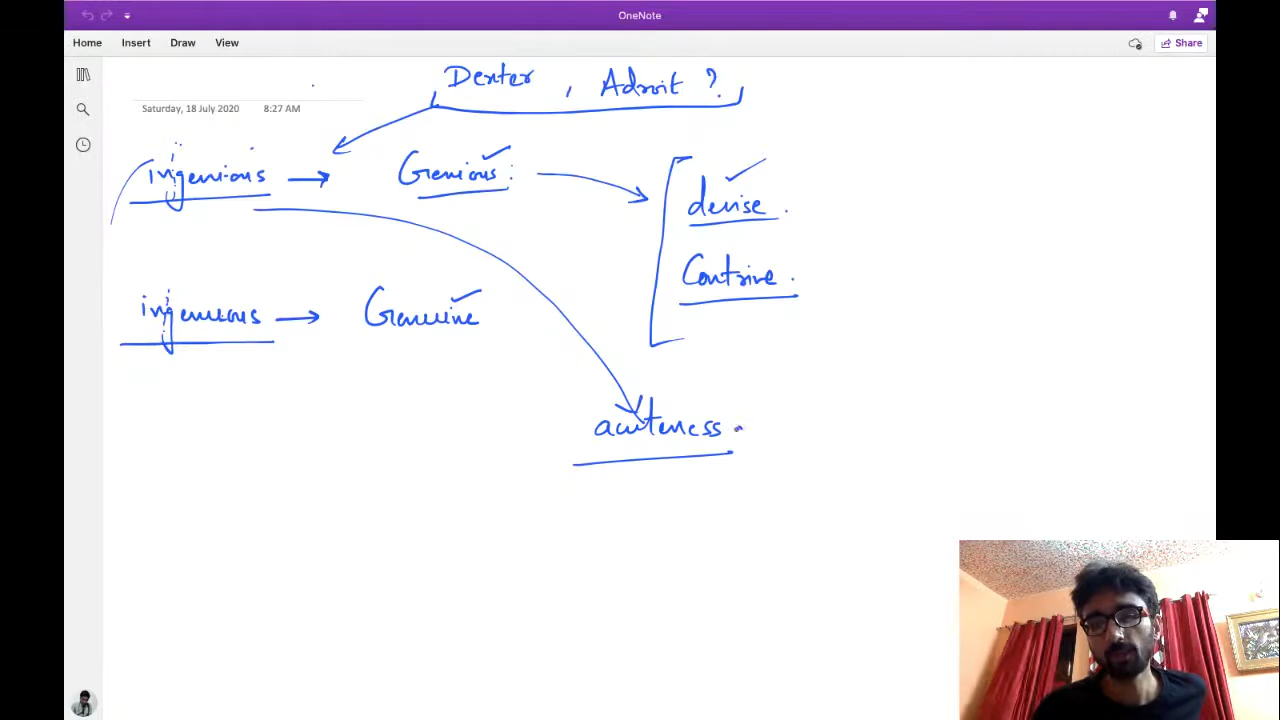 OneNote
Home Insert Draw View Share
Dexter , Adroit ?
Saturday, 18 July 2020 8:27 AM
ingenious → Genious :
devise .
Contrive .
ingenuous → Genuine
acuteness .